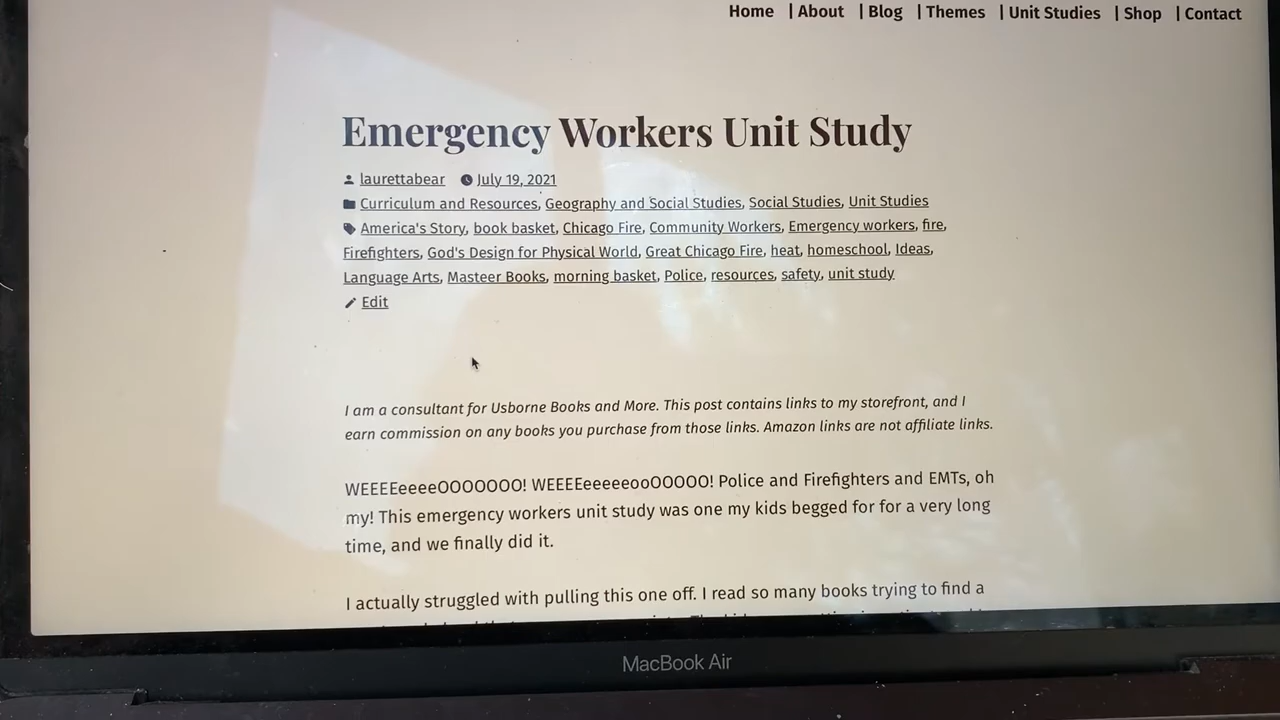 Home | About | Blog | Themes | Unit Studies | Shop | Contact
Emergency Workers Unit Study
laurettabear July 19, 2021
Curriculum and Resources, Geography and Social Studies, Social Studies, Unit Studies
America's Story, book basket, Chicago Fire, Community Workers, Emergency workers, fire,
Firefighters, God's Design for Physical World, Great Chicago Fire, heat, homeschool, Ideas,
Language Arts, Masteer Books, morning basket, Police, resources, safety, unit study
Edit
I am a consultant for Usborne Books and More. This post contains links to my storefront, and I
earn commission on any books you purchase from those links. Amazon links are not affiliate links.
WEEEEeeeeOOOOOOO! WEEEEeeeeeooOOOOO! Police and Firefighters and EMTs, oh
my! This emergency workers unit study was one my kids begged for for a very long
time, and we finally did it.
I actually struggled with pulling this one off. I read so many books trying to find a
MacBook Air